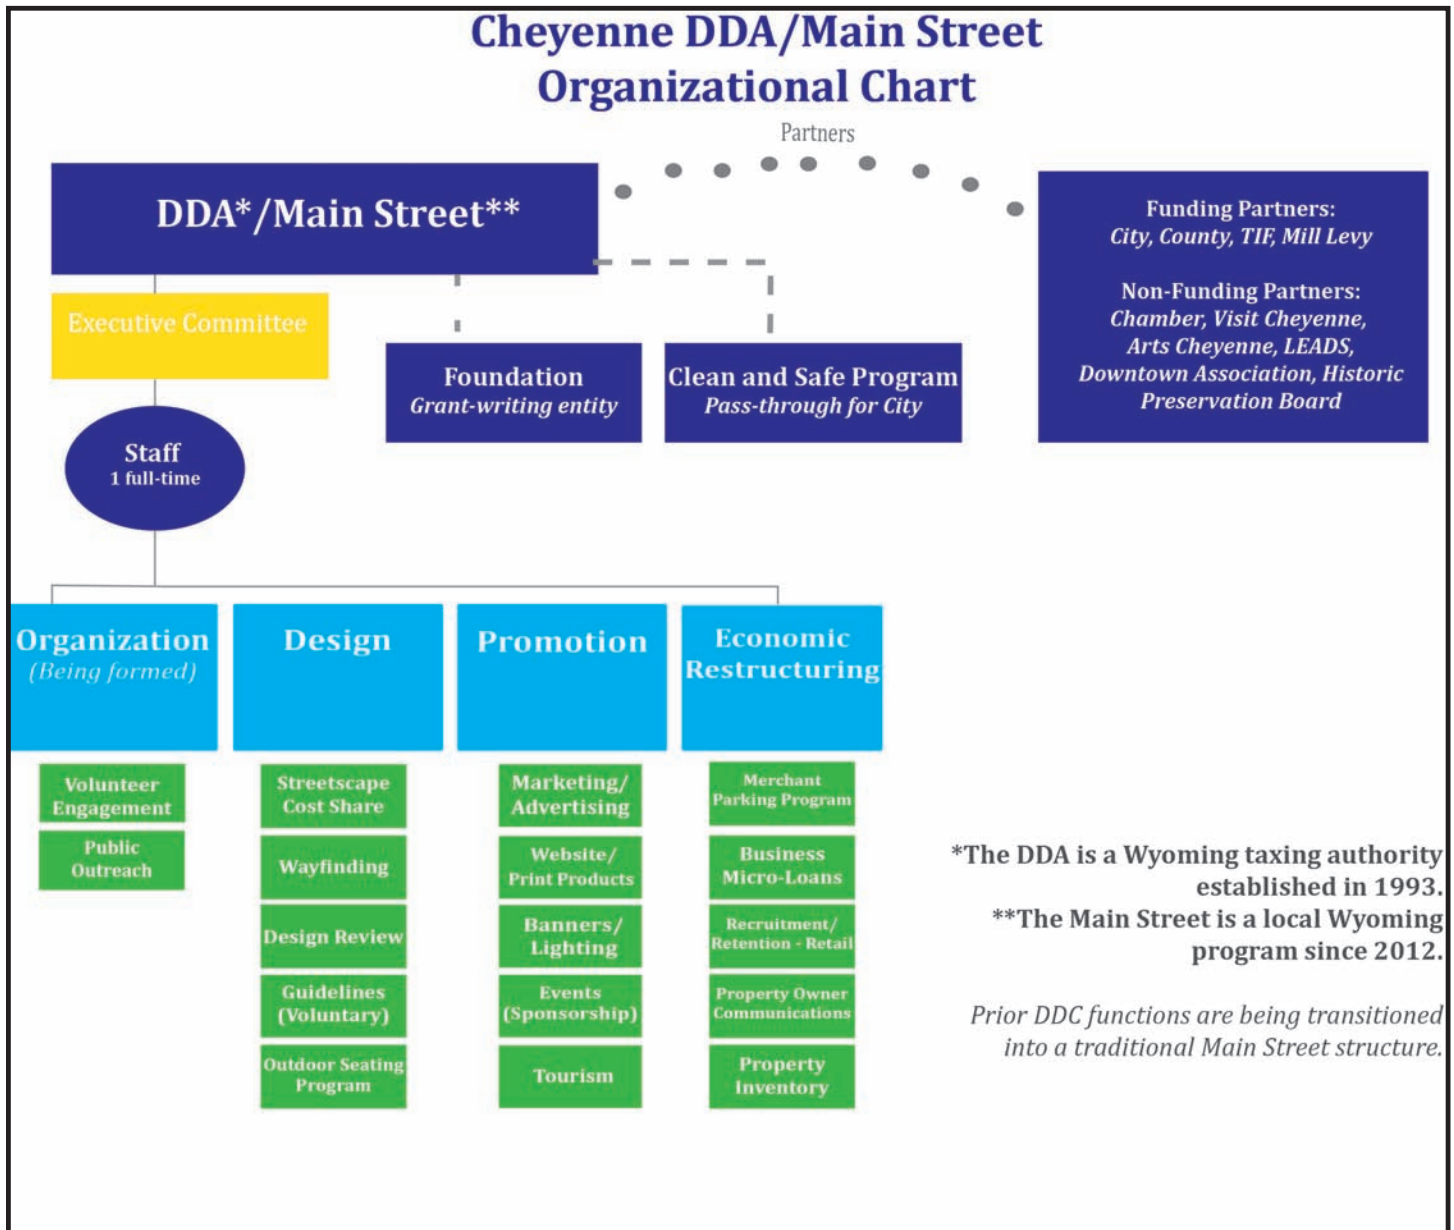 Cheyenne DDA/Main Street
Organizational Chart
Partners
DDA*/Main Street**
Funding Partners:
City, County, TIF, Mill Levy
Non-Funding Partners:
Chamber, Visit Cheyenne,
Arts Cheyenne, LEADS,
Downtown Association, Historic
Preservation Board
Executive Committee
Foundation
Grant-writing entity
Clean and Safe Program
Pass-through for City
Staff
1 full-time
Organization
(Being formed)
Design
Promotion
Economic
Restructuring
Volunteer
Engagement
Public
Outreach
Streetscape
Cost Share
Wayfinding
Design Review
Guidelines
(Voluntary)
Outdoor Seating
Program
Marketing/
Advertising
Website/
Print Products
Banners/
Lighting
Events
(Sponsorship)
Tourism
Merchant
Parking Program
Business
Micro-Loans
Recruitment/
Retention - Retail
Property Owner
Communications
Property
Inventory
*The DDA is a Wyoming taxing authority
established in 1993.
**The Main Street is a local Wyoming
program since 2012.
Prior DDC functions are being transitioned
into a traditional Main Street structure.